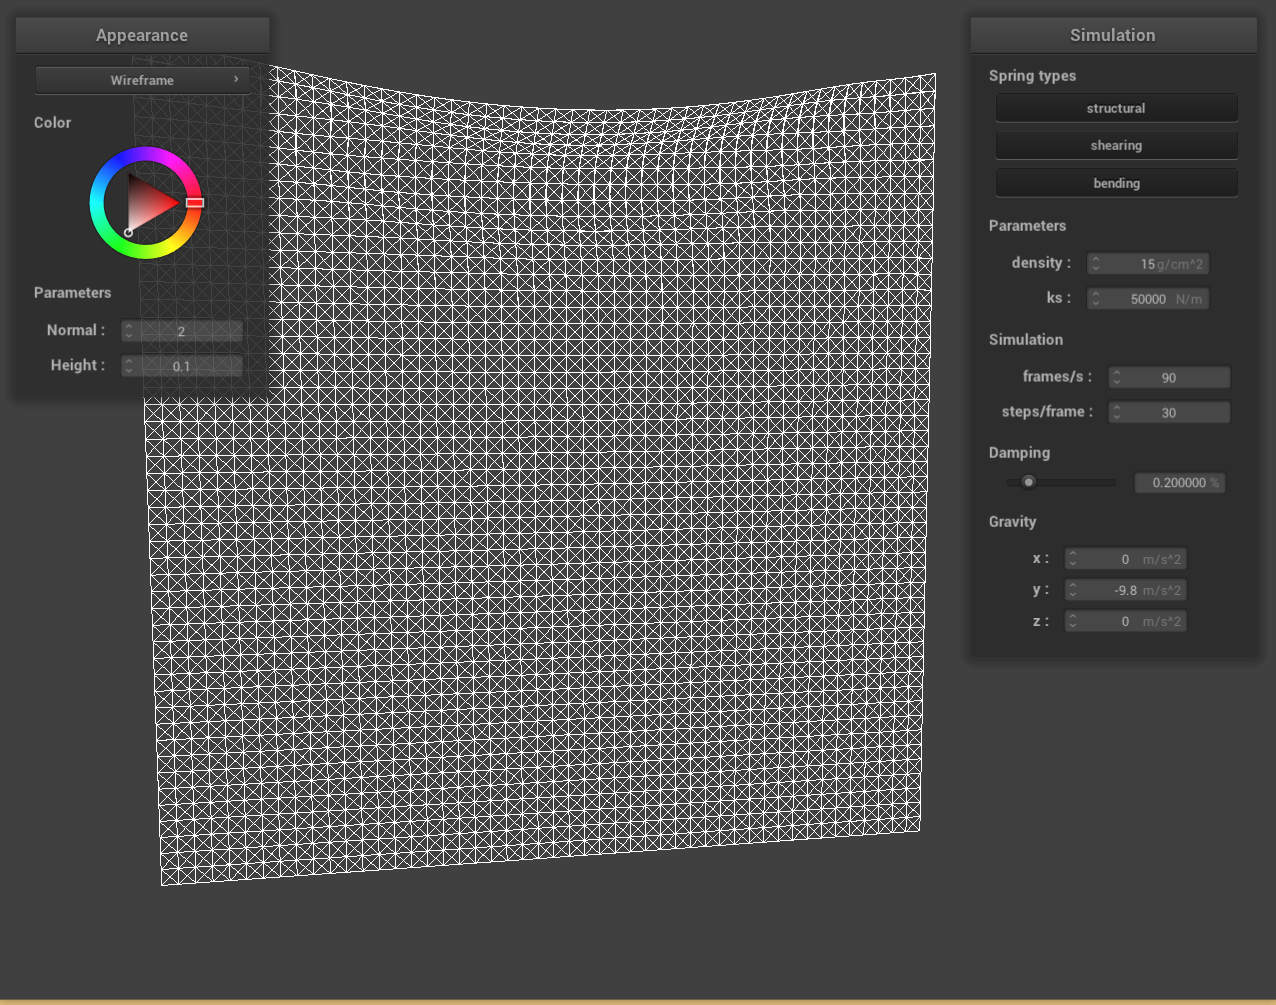 Appearance
Wireframe
Color
Parameters
Normal : 2
Height : 0.1
Simulation
Spring types
structural
shearing
bending
Parameters
density : 15 g/cm^2
ks : 50000 N/m
Simulation
frames/s : 90
steps/frame : 30
Damping
0.200000 %
Gravity
x : 0 m/s^2
y : -9.8 m/s^2
z : 0 m/s^2